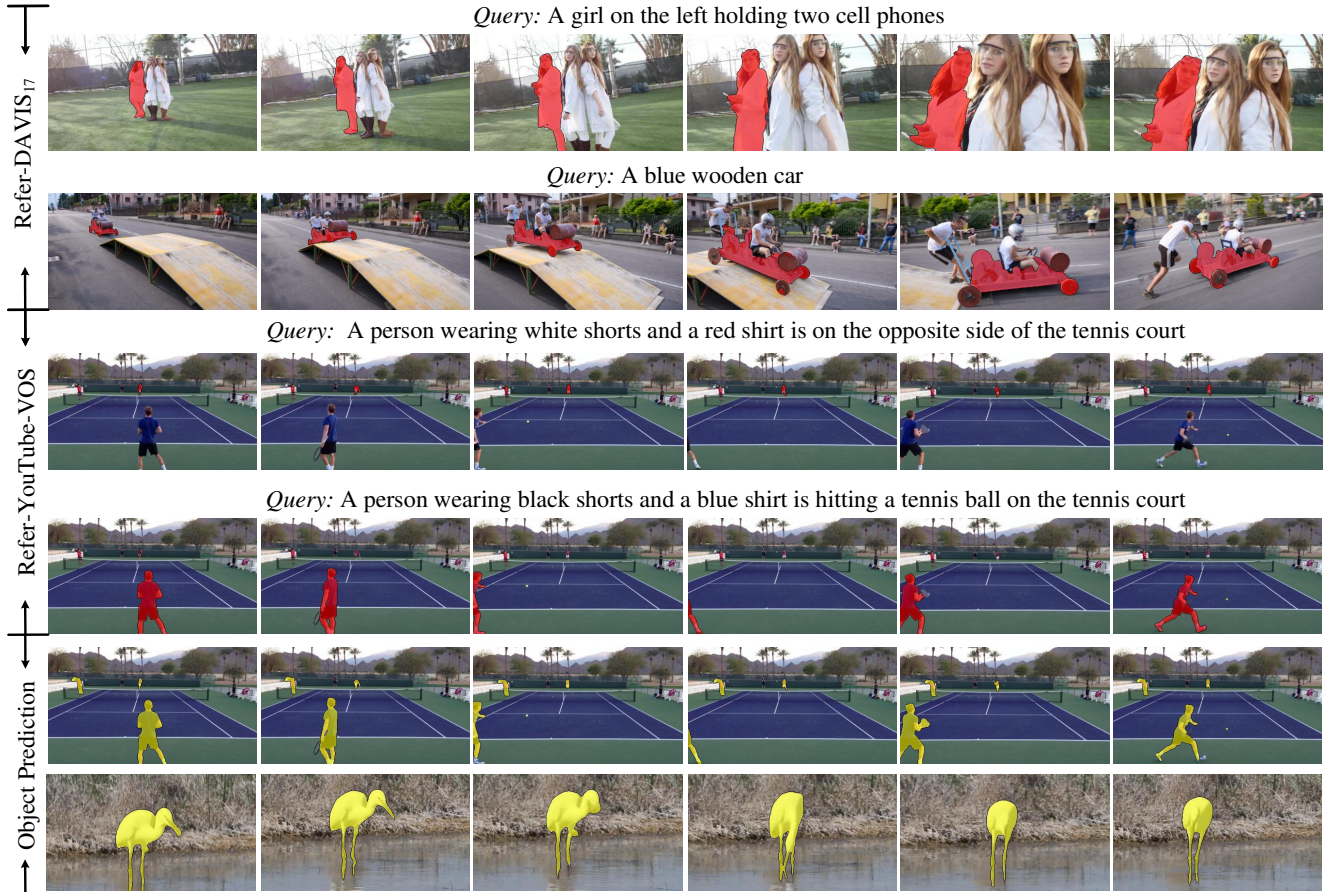 Query: A girl on the left holding two cell phones
Refer-DAVIS17
Query: A blue wooden car
Query: A person wearing white shorts and a red shirt is on the opposite side of the tennis court
Refer-YouTube-VOS
Query: A person wearing black shorts and a blue shirt is hitting a tennis ball on the tennis court
Object Prediction